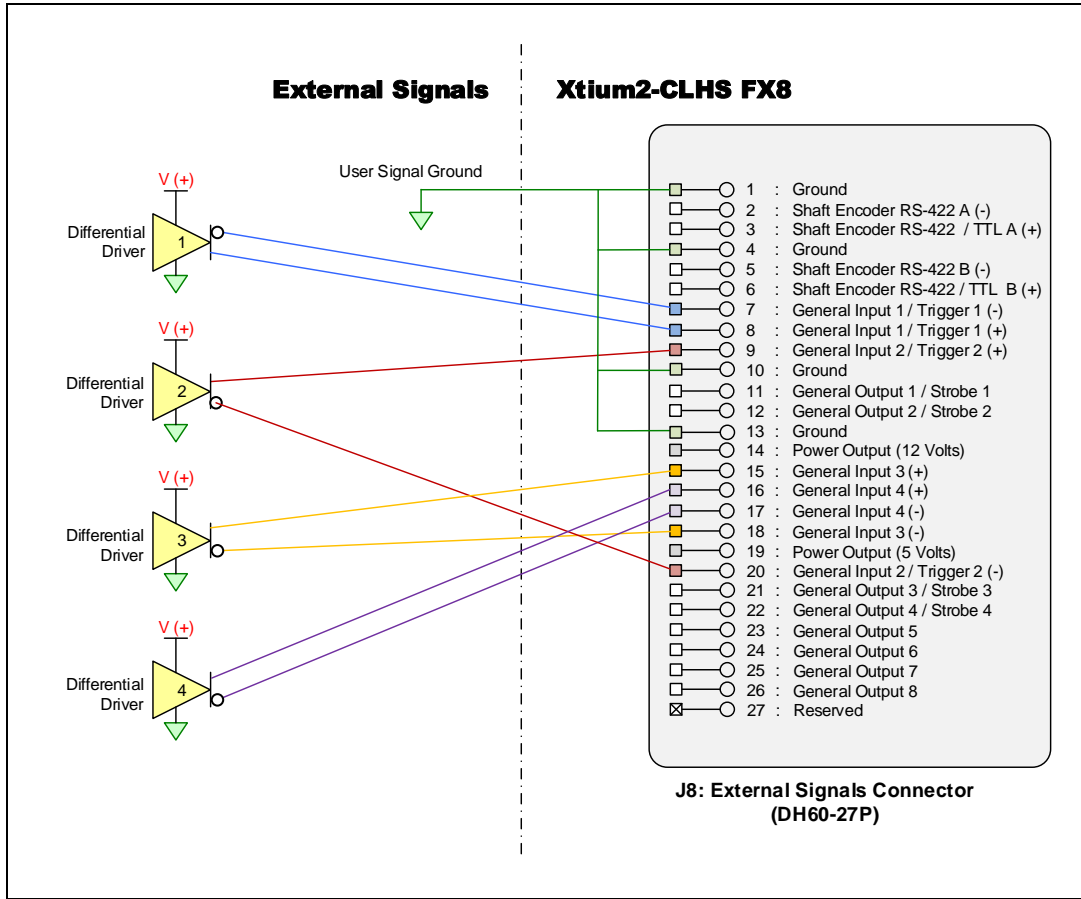 External Signals
Xtium2-CLHS FX8
User Signal Ground
V (+)
Differential
Driver
1
V (+)
Differential
Driver
2
V (+)
Differential
Driver
3
V (+)
Differential
Driver
4
1 : Ground
2 : Shaft Encoder RS-422 A (-)
3 : Shaft Encoder RS-422 / TTL A (+)
4 : Ground
5 : Shaft Encoder RS-422 B (-)
6 : Shaft Encoder RS-422 / TTL B (+)
7 : General Input 1 / Trigger 1 (-)
8 : General Input 1 / Trigger 1 (+)
9 : General Input 2 / Trigger 2 (+)
10 : Ground
11 : General Output 1 / Strobe 1
12 : General Output 2 / Strobe 2
13 : Ground
14 : Power Output (12 Volts)
15 : General Input 3 (+)
16 : General Input 4 (+)
17 : General Input 4 (-)
18 : General Input 3 (-)
19 : Power Output (5 Volts)
20 : General Input 2 / Trigger 2 (-)
21 : General Output 3 / Strobe 3
22 : General Output 4 / Strobe 4
23 : General Output 5
24 : General Output 6
25 : General Output 7
26 : General Output 8
27 : Reserved
J8: External Signals Connector
(DH60-27P)